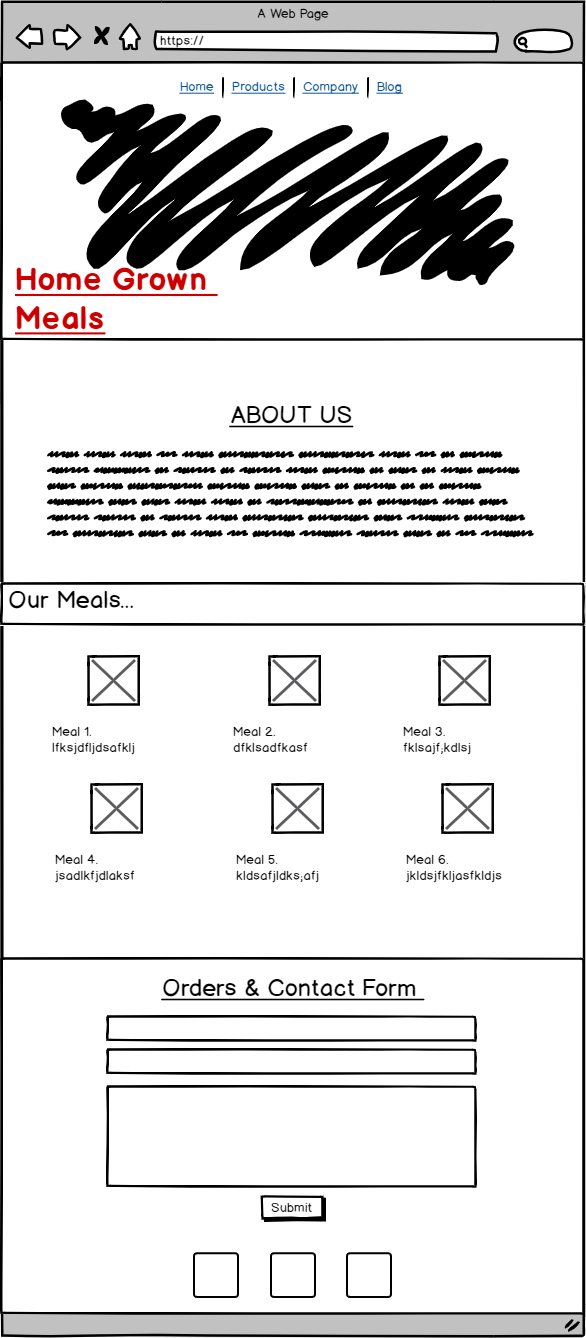 A Web Page
https://
Home Products Company Blog
Home Grown
Meals
ABOUT US
Our Meals...
Meal 1.
lfksjdfljdsafklj
Meal 2.
dfklsadfkasf
Meal 3.
fklsajf;kdlsj
Meal 4.
jsadlkfjdlaksf
Meal 5.
kldsafjldks;afj
Meal 6.
jkldsjfkljasfkldjs
Orders & Contact Form
Submit